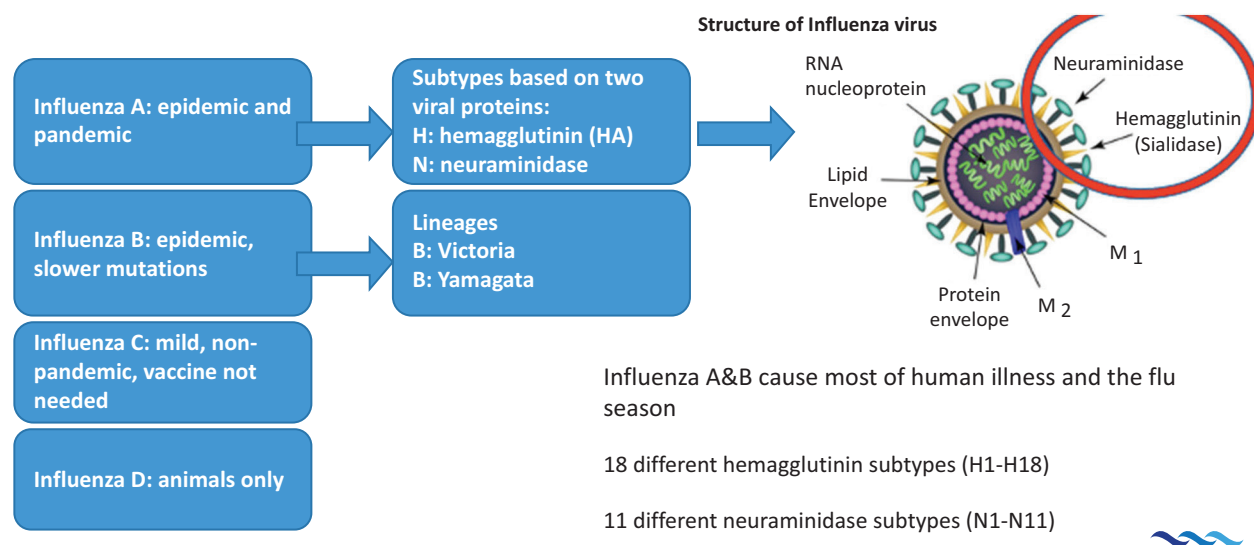 Structure of Influenza virus
Influenza A: epidemic and
pandemic
Subtypes based on two
viral proteins:
H: hemagglutinin (HA)
N: neuraminidase
RNA
nucleoprotein
Neuraminidase
Hemagglutinin
(Sialidase)
Lipid
Envelope
M 1
M 2
Protein
envelope
Influenza B: epidemic,
slower mutations
Lineages
B: Victoria
B: Yamagata
Influenza C: mild, non-
pandemic, vaccine not
needed
Influenza D: animals only
Influenza A&B cause most of human illness and the flu
season
18 different hemagglutinin subtypes (H1-H18)
11 different neuraminidase subtypes (N1-N11)